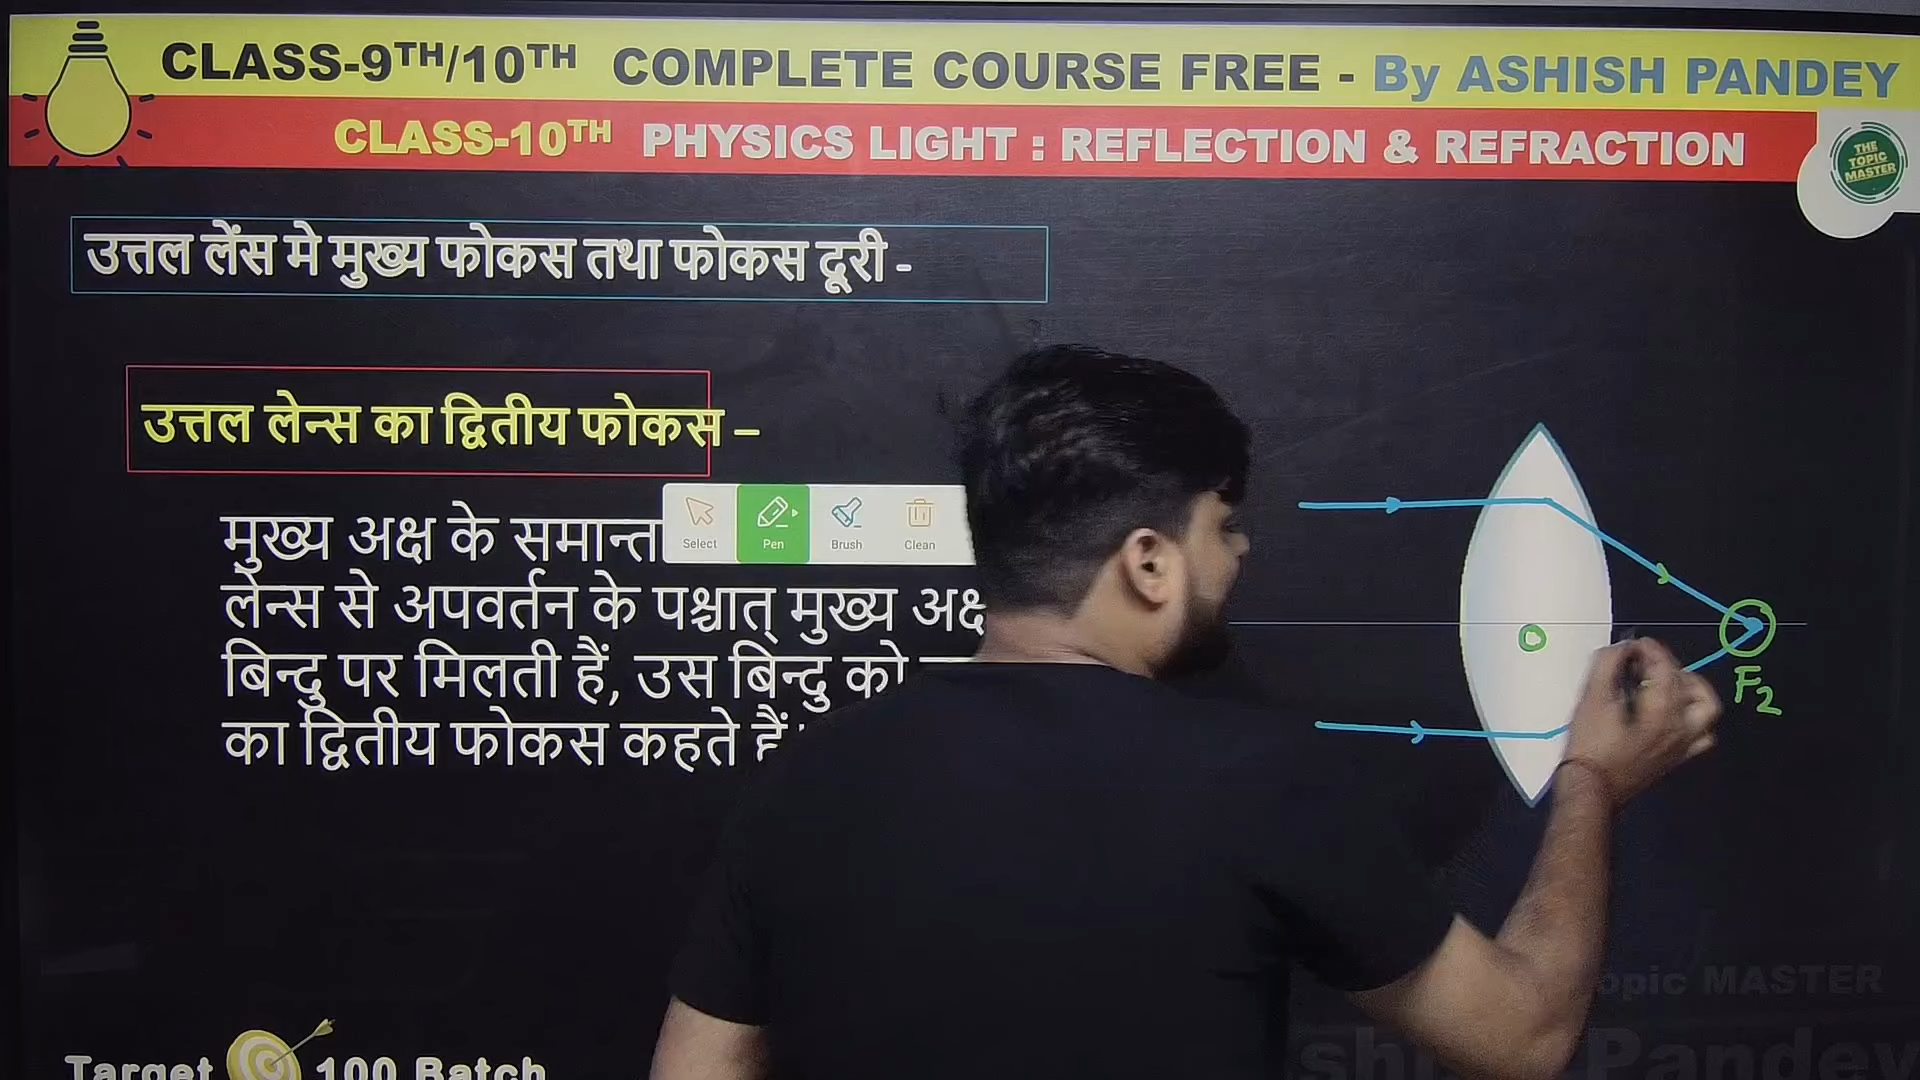 CLASS-9TH/10TH COMPLETE COURSE FREE - By ASHISH PANDEY
CLASS-10TH PHYSICS LIGHT : REFLECTION & REFRACTION
THE
TOPIC
MASTER
उत्तल लेंस मे मुख्य फोकस तथा फोकस दूरी -
उत्तल लेन्स का द्वितीय फोकस –
मुख्य अक्ष के
Select Pen Brush Clean
लेन्स से अपवर्तन के पश्चात् मुख्य अक्ष
बिन्दु पर मिलती हैं, उस बिन्दु को
का द्वितीय फोकस कहते
O
F2
MASTER
Pandey
Target 100 Batch